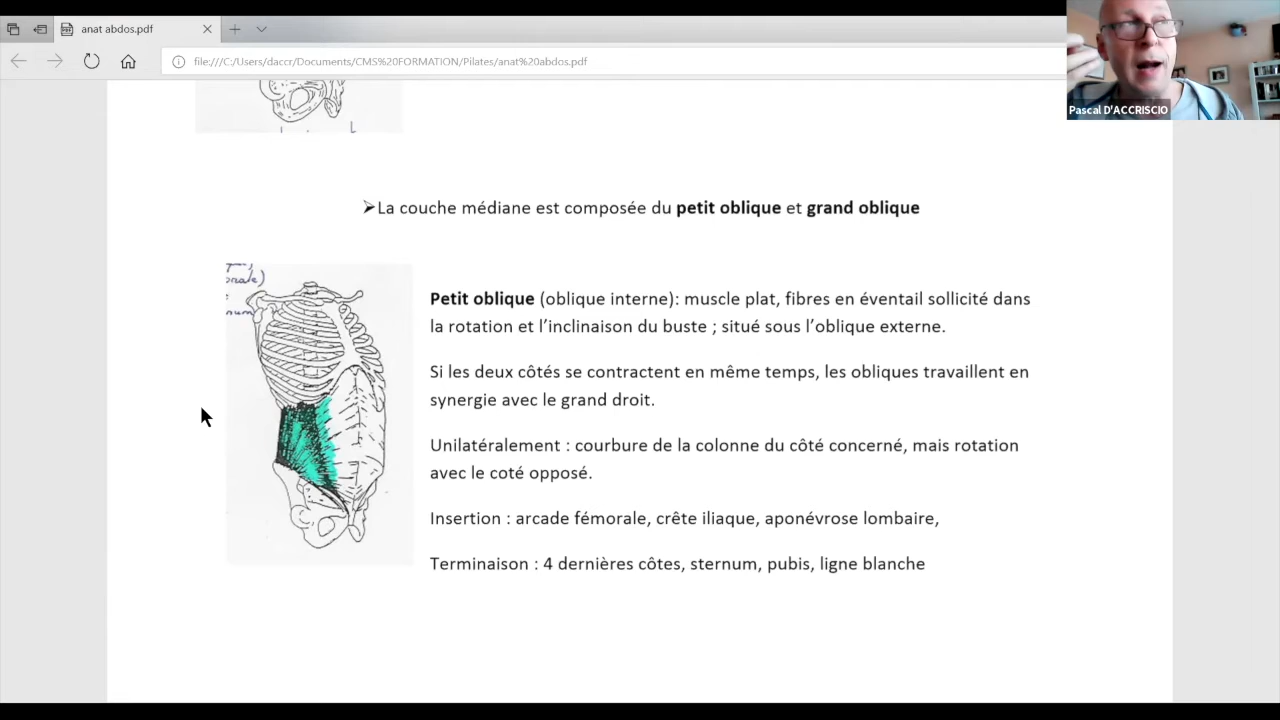 anat abdos.pdf
file:///C:/Users/daccr/Documents/CMS%20FORMATION/Pilates/anat%20abdos.pdf
Pascal D'ACCRISCIO
➢La couche médiane est composée du petit oblique et grand oblique
Petit oblique (oblique interne): muscle plat, fibres en éventail sollicité dans
la rotation et l'inclinaison du buste ; situé sous l'oblique externe.
Si les deux côtés se contractent en même temps, les obliques travaillent en
synergie avec le grand droit.
Unilatéralement : courbure de la colonne du côté concerné, mais rotation
avec le coté opposé.
Insertion : arcade fémorale, crête iliaque, aponévrose lombaire,
Terminaison : 4 dernières côtes, sternum, pubis, ligne blanche